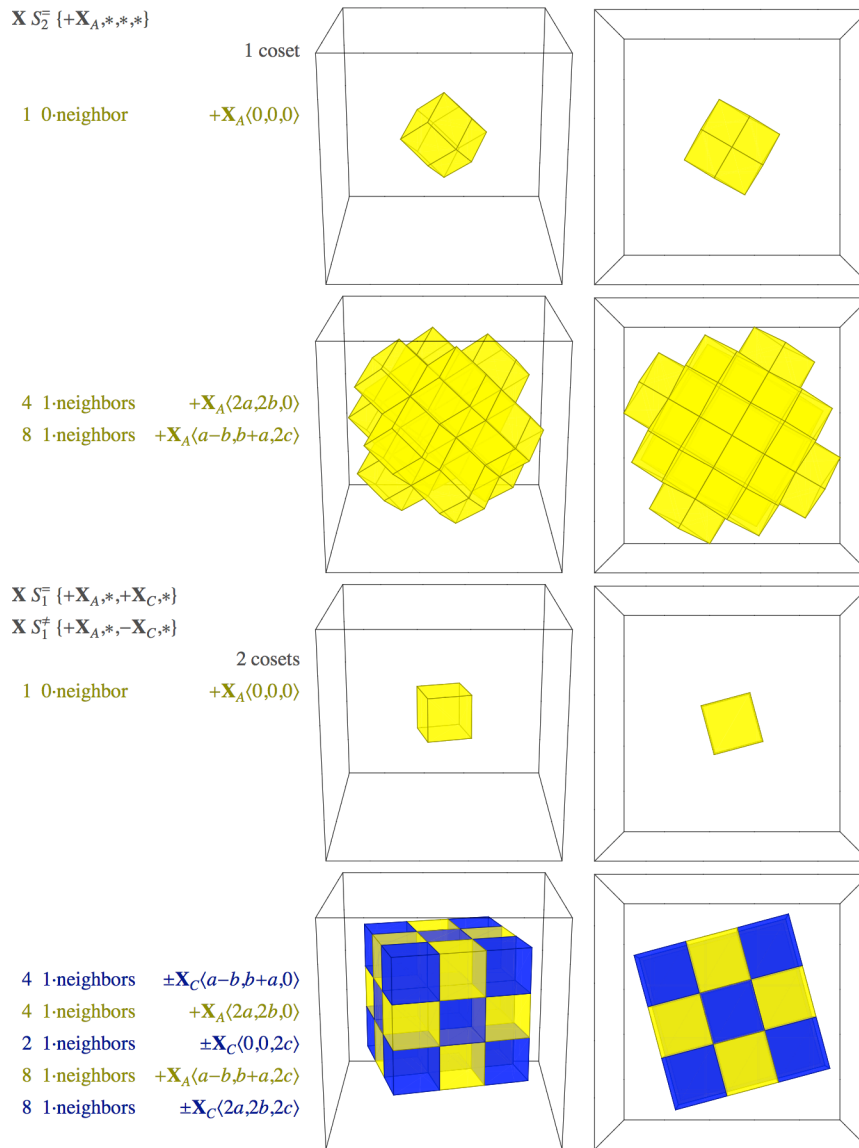 X S₂⁼ {+X_A,*,*,*}
1 coset
1 0·neighbor +X_A⟨0,0,0⟩
4 1·neighbors +X_A⟨2a,2b,0⟩
8 1·neighbors +X_A⟨a−b,b+a,2c⟩
X S₁⁼ {+X_A,*,+X_C,*}
X S₁^≠ {+X_A,*,−X_C,*}
2 cosets
1 0·neighbor +X_A⟨0,0,0⟩
4 1·neighbors ±X_C⟨a−b,b+a,0⟩
4 1·neighbors +X_A⟨2a,2b,0⟩
2 1·neighbors ±X_C⟨0,0,2c⟩
8 1·neighbors +X_A⟨a−b,b+a,2c⟩
8 1·neighbors ±X_C⟨2a,2b,2c⟩